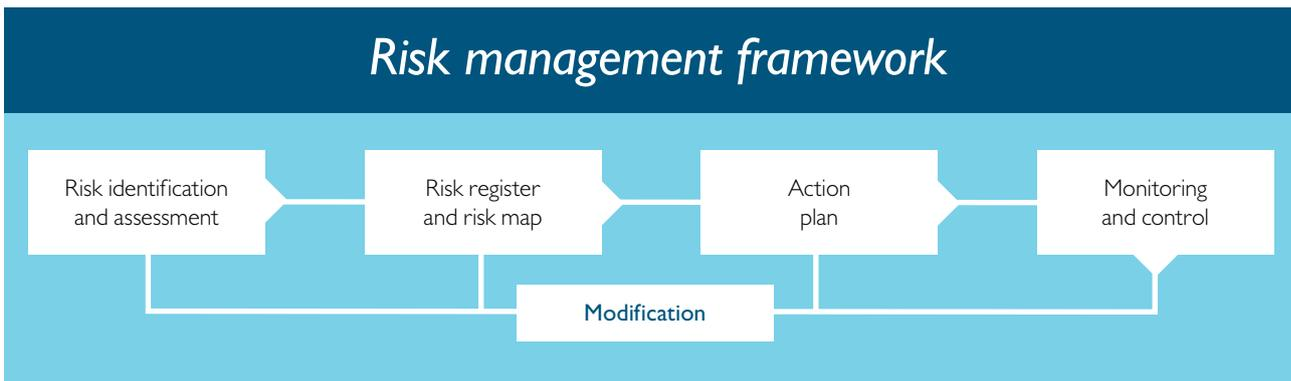 Risk management framework
Risk identification
and assessment
Risk register
and risk map
Action
plan
Monitoring
and control
Modification